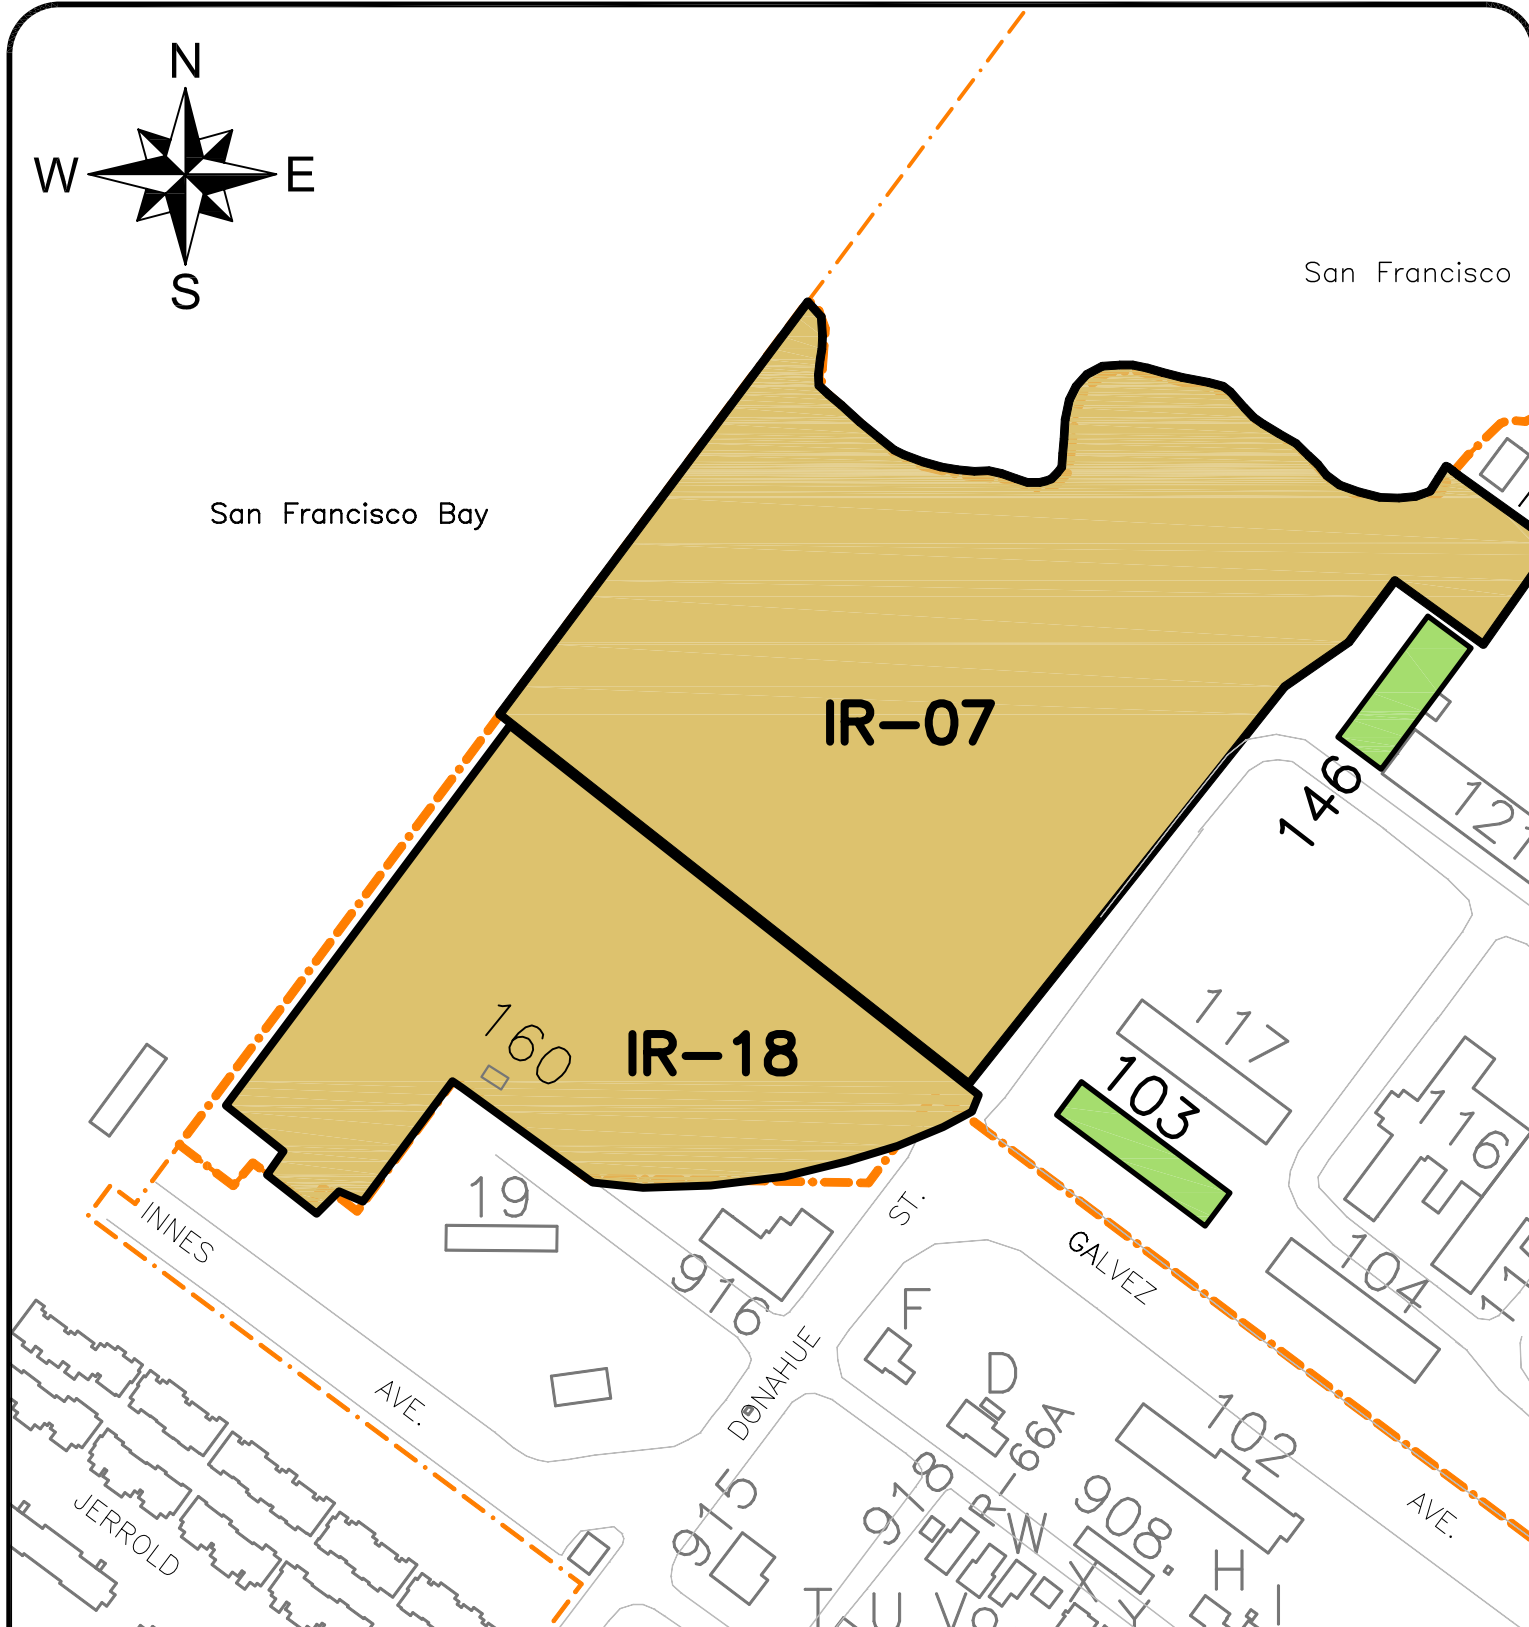 N
W
E
S
San Francisco
San Francisco Bay
IR-07
146
121
160
IR-18
117
103
116
19
INNES
ST.
916
GALVEZ
104
F
DONAHUE
D
AVE.
R-66A
102
918
915
908
AVE.
JERROLD
W
X
H
T
U
V
Y
I